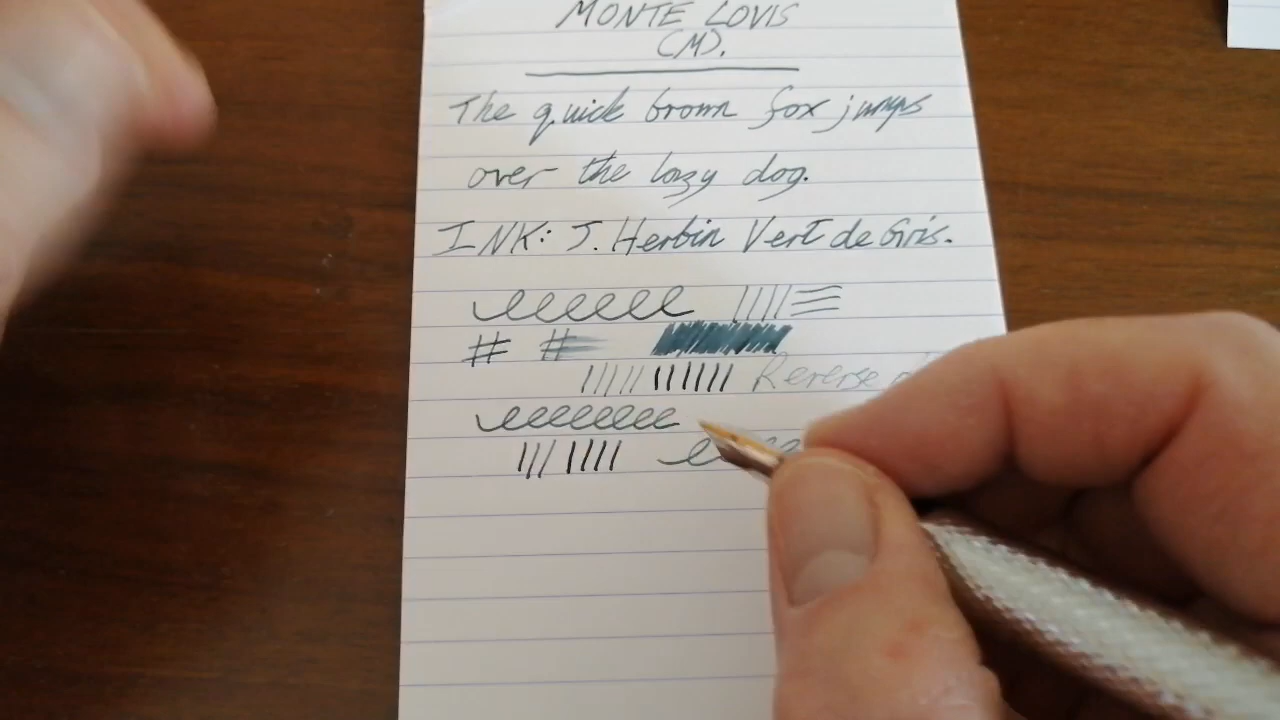 MONTE LOVIS
(M).
The quick brown fox jumps
over the lazy dog.
INK: J. Herbin Vert de Gris.
Reverse